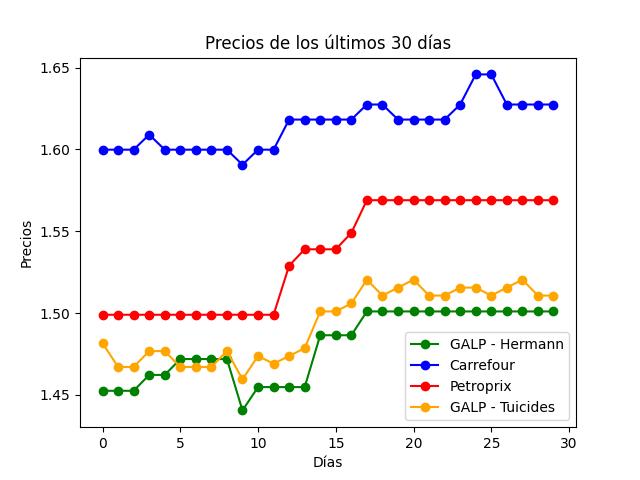 Precios de los últimos 30 días
1.65
1.60
1.55
1.50
1.45
Precios
0 5 10 15 20 25 30
Días
GALP - Hermann
Carrefour
Petroprix
GALP - Tuicides